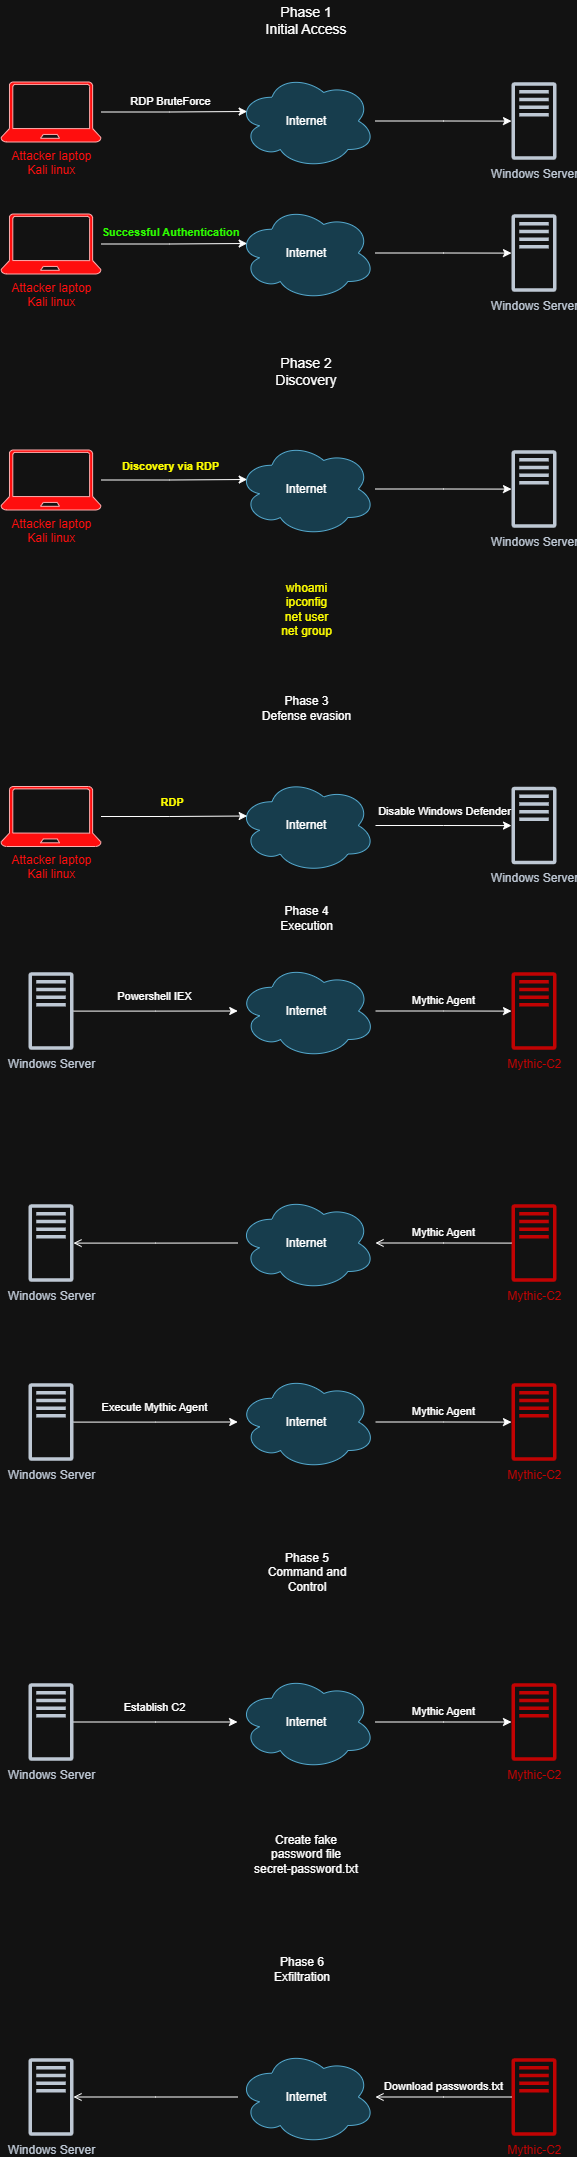 Phase 1
Initial Access
RDP BruteForce
Internet
Attacker laptop
Kali linux
Windows Server
Successful Authentication
Internet
Attacker laptop
Kali linux
Windows Server
Phase 2
Discovery
Discovery via RDP
Internet
Attacker laptop
Kali linux
Windows Server
whoami
ipconfig
net user
net group
Phase 3
Defense evasion
RDP
Disable Windows Defender
Internet
Attacker laptop
Kali linux
Windows Server
Phase 4
Execution
Powershell IEX
Internet
Mythic Agent
Windows Server
Mythic-C2
Mythic Agent
Internet
Windows Server
Mythic-C2
Execute Mythic Agent
Internet
Mythic Agent
Windows Server
Mythic-C2
Phase 5
Command and
Control
Establish C2
Internet
Mythic Agent
Windows Server
Mythic-C2
Create fake
password file
secret-password.txt
Phase 6
Exfiltration
Download passwords.txt
Internet
Windows Server
Mythic-C2